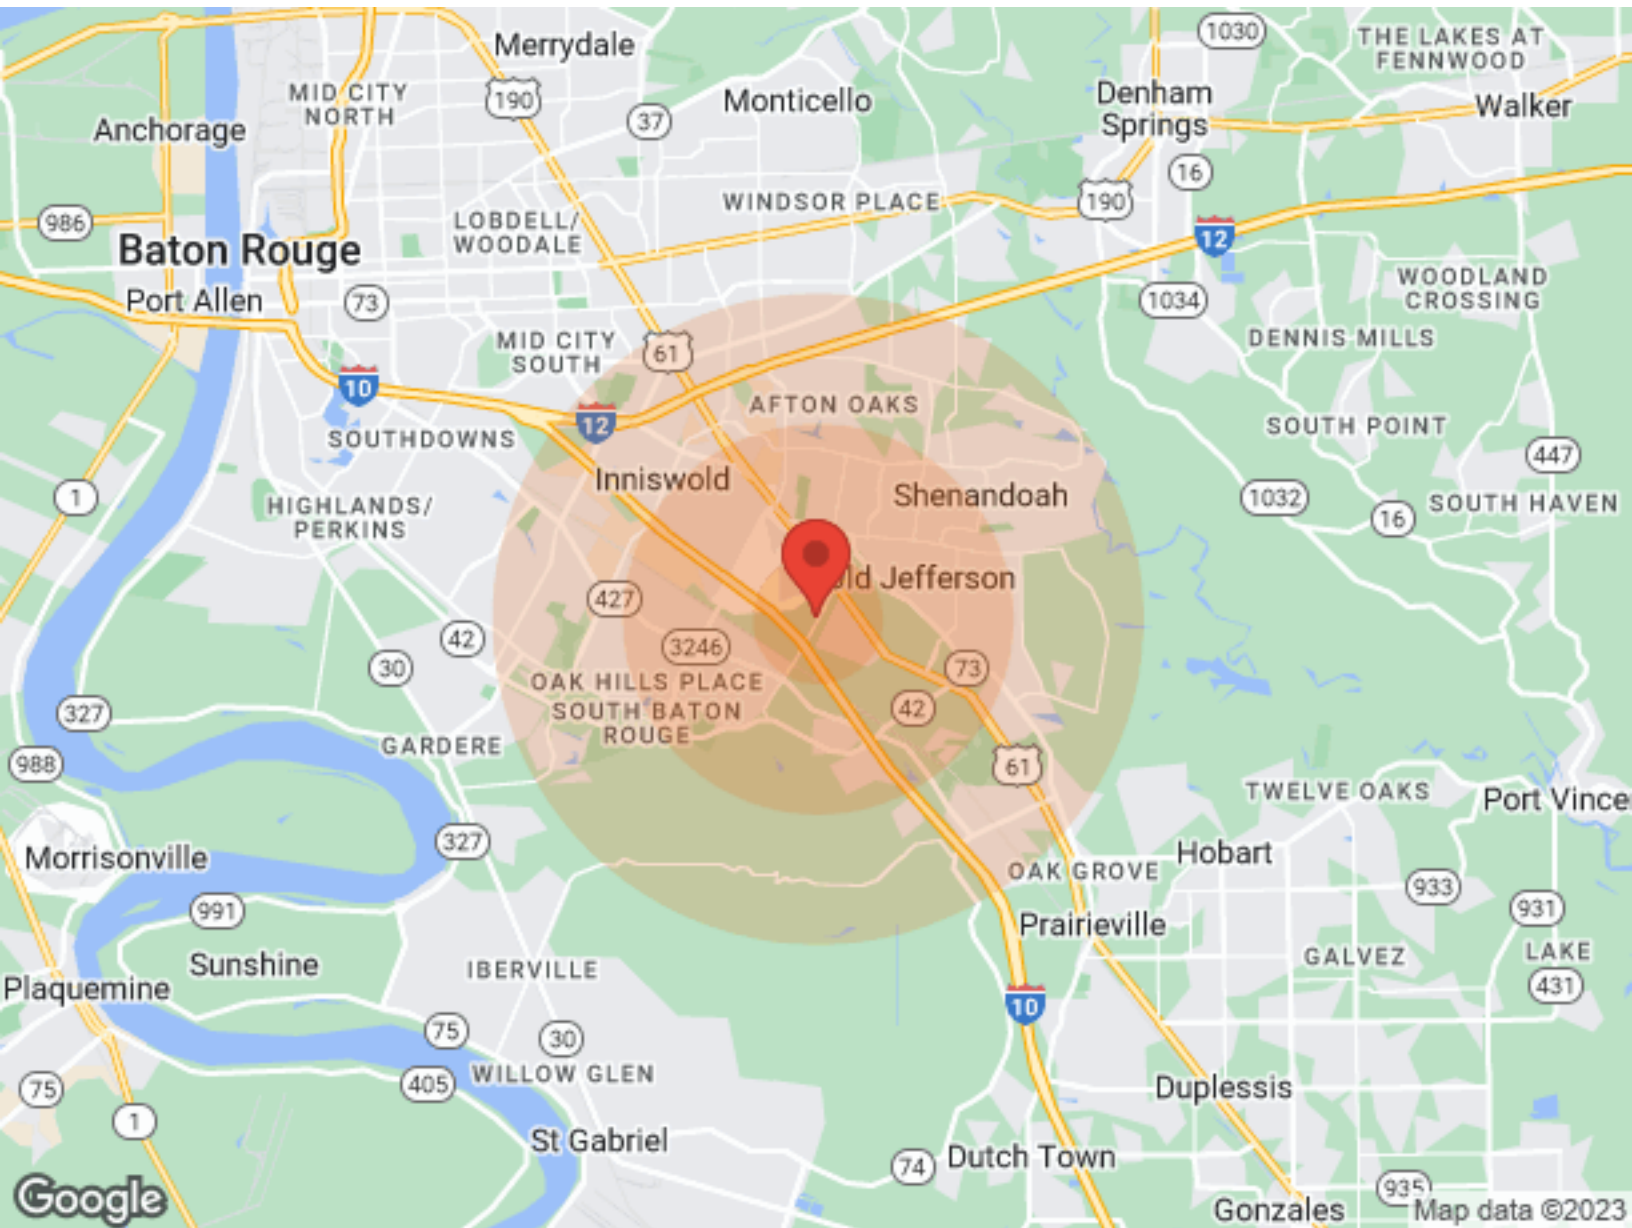 1030
THE LAKES AT
FENNWOOD
Merrydale
MID CITY
NORTH
190
Monticello
Denham
Springs
Walker
Anchorage
37
16
986
LOBDELL/
WOODALE
WINDSOR PLACE
190
12
Baton Rouge
Port Allen
73
1034
WOODLAND
CROSSING
MID CITY
SOUTH
61
DENNIS MILLS
10
12
AFTON OAKS
SOUTHDOWNS
SOUTH POINT
447
Inniswold
Shenandoah
1
HIGHLANDS/
PERKINS
1032
16
SOUTH HAVEN
Old Jefferson
427
42
3246
30
73
OAK HILLS PLACE
SOUTH BATON
ROUGE
42
327
GARDERE
988
61
TWELVE OAKS
Port Vince
327
Morrisonville
Hobart
OAK GROVE
933
991
Prairieville
931
Sunshine
IBERVILLE
GALVEZ
LAKE
431
Plaquemine
10
75
30
75
405
WILLOW GLEN
Duplessis
1
St Gabriel
74
Dutch Town
935
Google
Gonzales
Map data ©2023